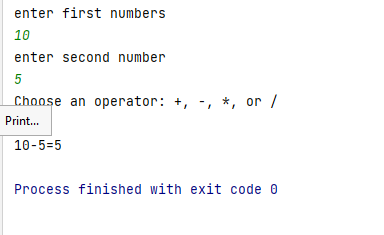 enter first numbers
10
enter second number
5
Choose an operator: +, -, *, or /
Print...
10-5=5
Process finished with exit code 0